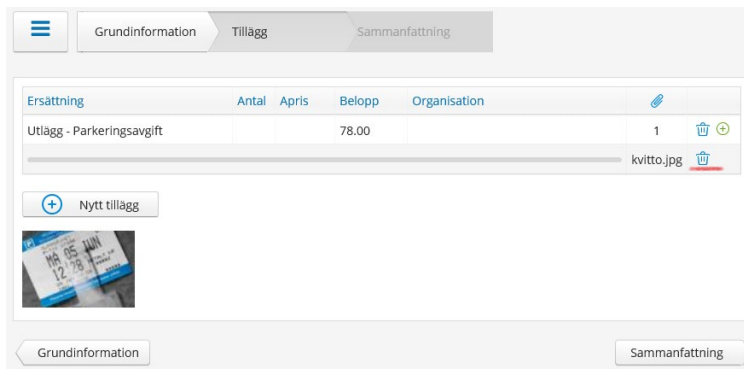 Grundinformation Tillägg Sammanfattning
Ersättning Antal Apris Belopp Organisation
Utlägg - Parkeringsavgift 78.00 1
kvitto.jpg
Nytt tillägg
P
MA 05 JUN
12 28
Grundinformation Sammanfattning